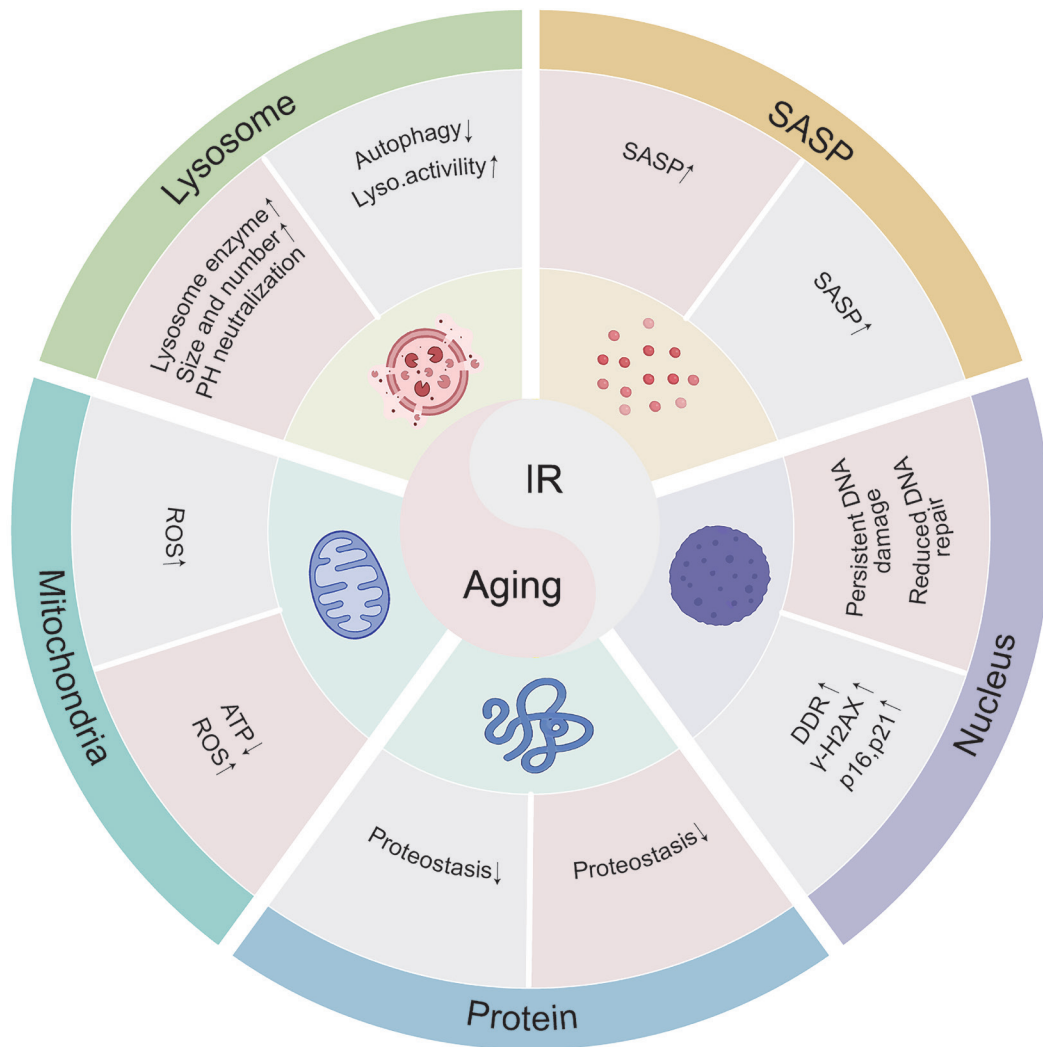 Lysosome
Autophagy↓
Lyso.activility↑
Lysosome enzyme↑
Size and number↑
PH neutralization
SASP
SASP↑
SASP↑
IR
Aging
Nucleus
Persistent DNA
damage
Reduced DNA
repair
DDR↑
γ-H2AX↑
p16,p21↑
Mitochondria
ROS↑
ATP↓
ROS↑
Protein
Proteostasis↓
Proteostasis↓